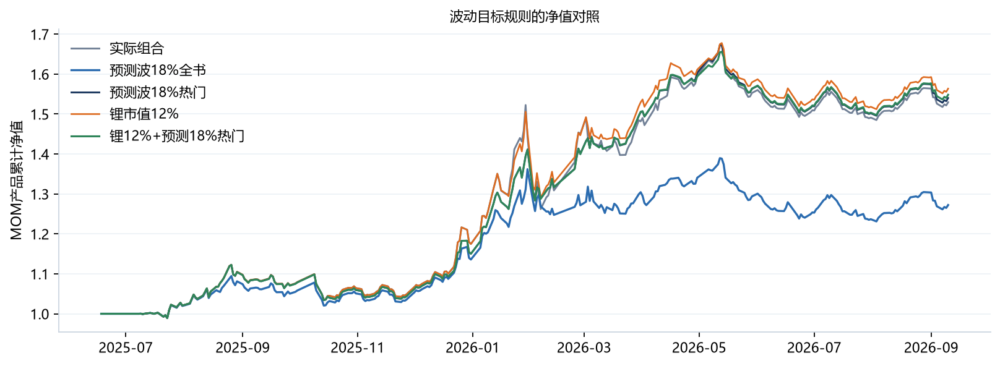 波动目标规则的净值对照
MOM产品累计净值
1.7
1.6
1.5
1.4
1.3
1.2
1.1
1.0
实际组合
预测波18%全书
预测波18%热门
锂市值12%
锂12%+预测18%热门
2025-07
2025-09
2025-11
2026-01
2026-03
2026-05
2026-07
2026-09